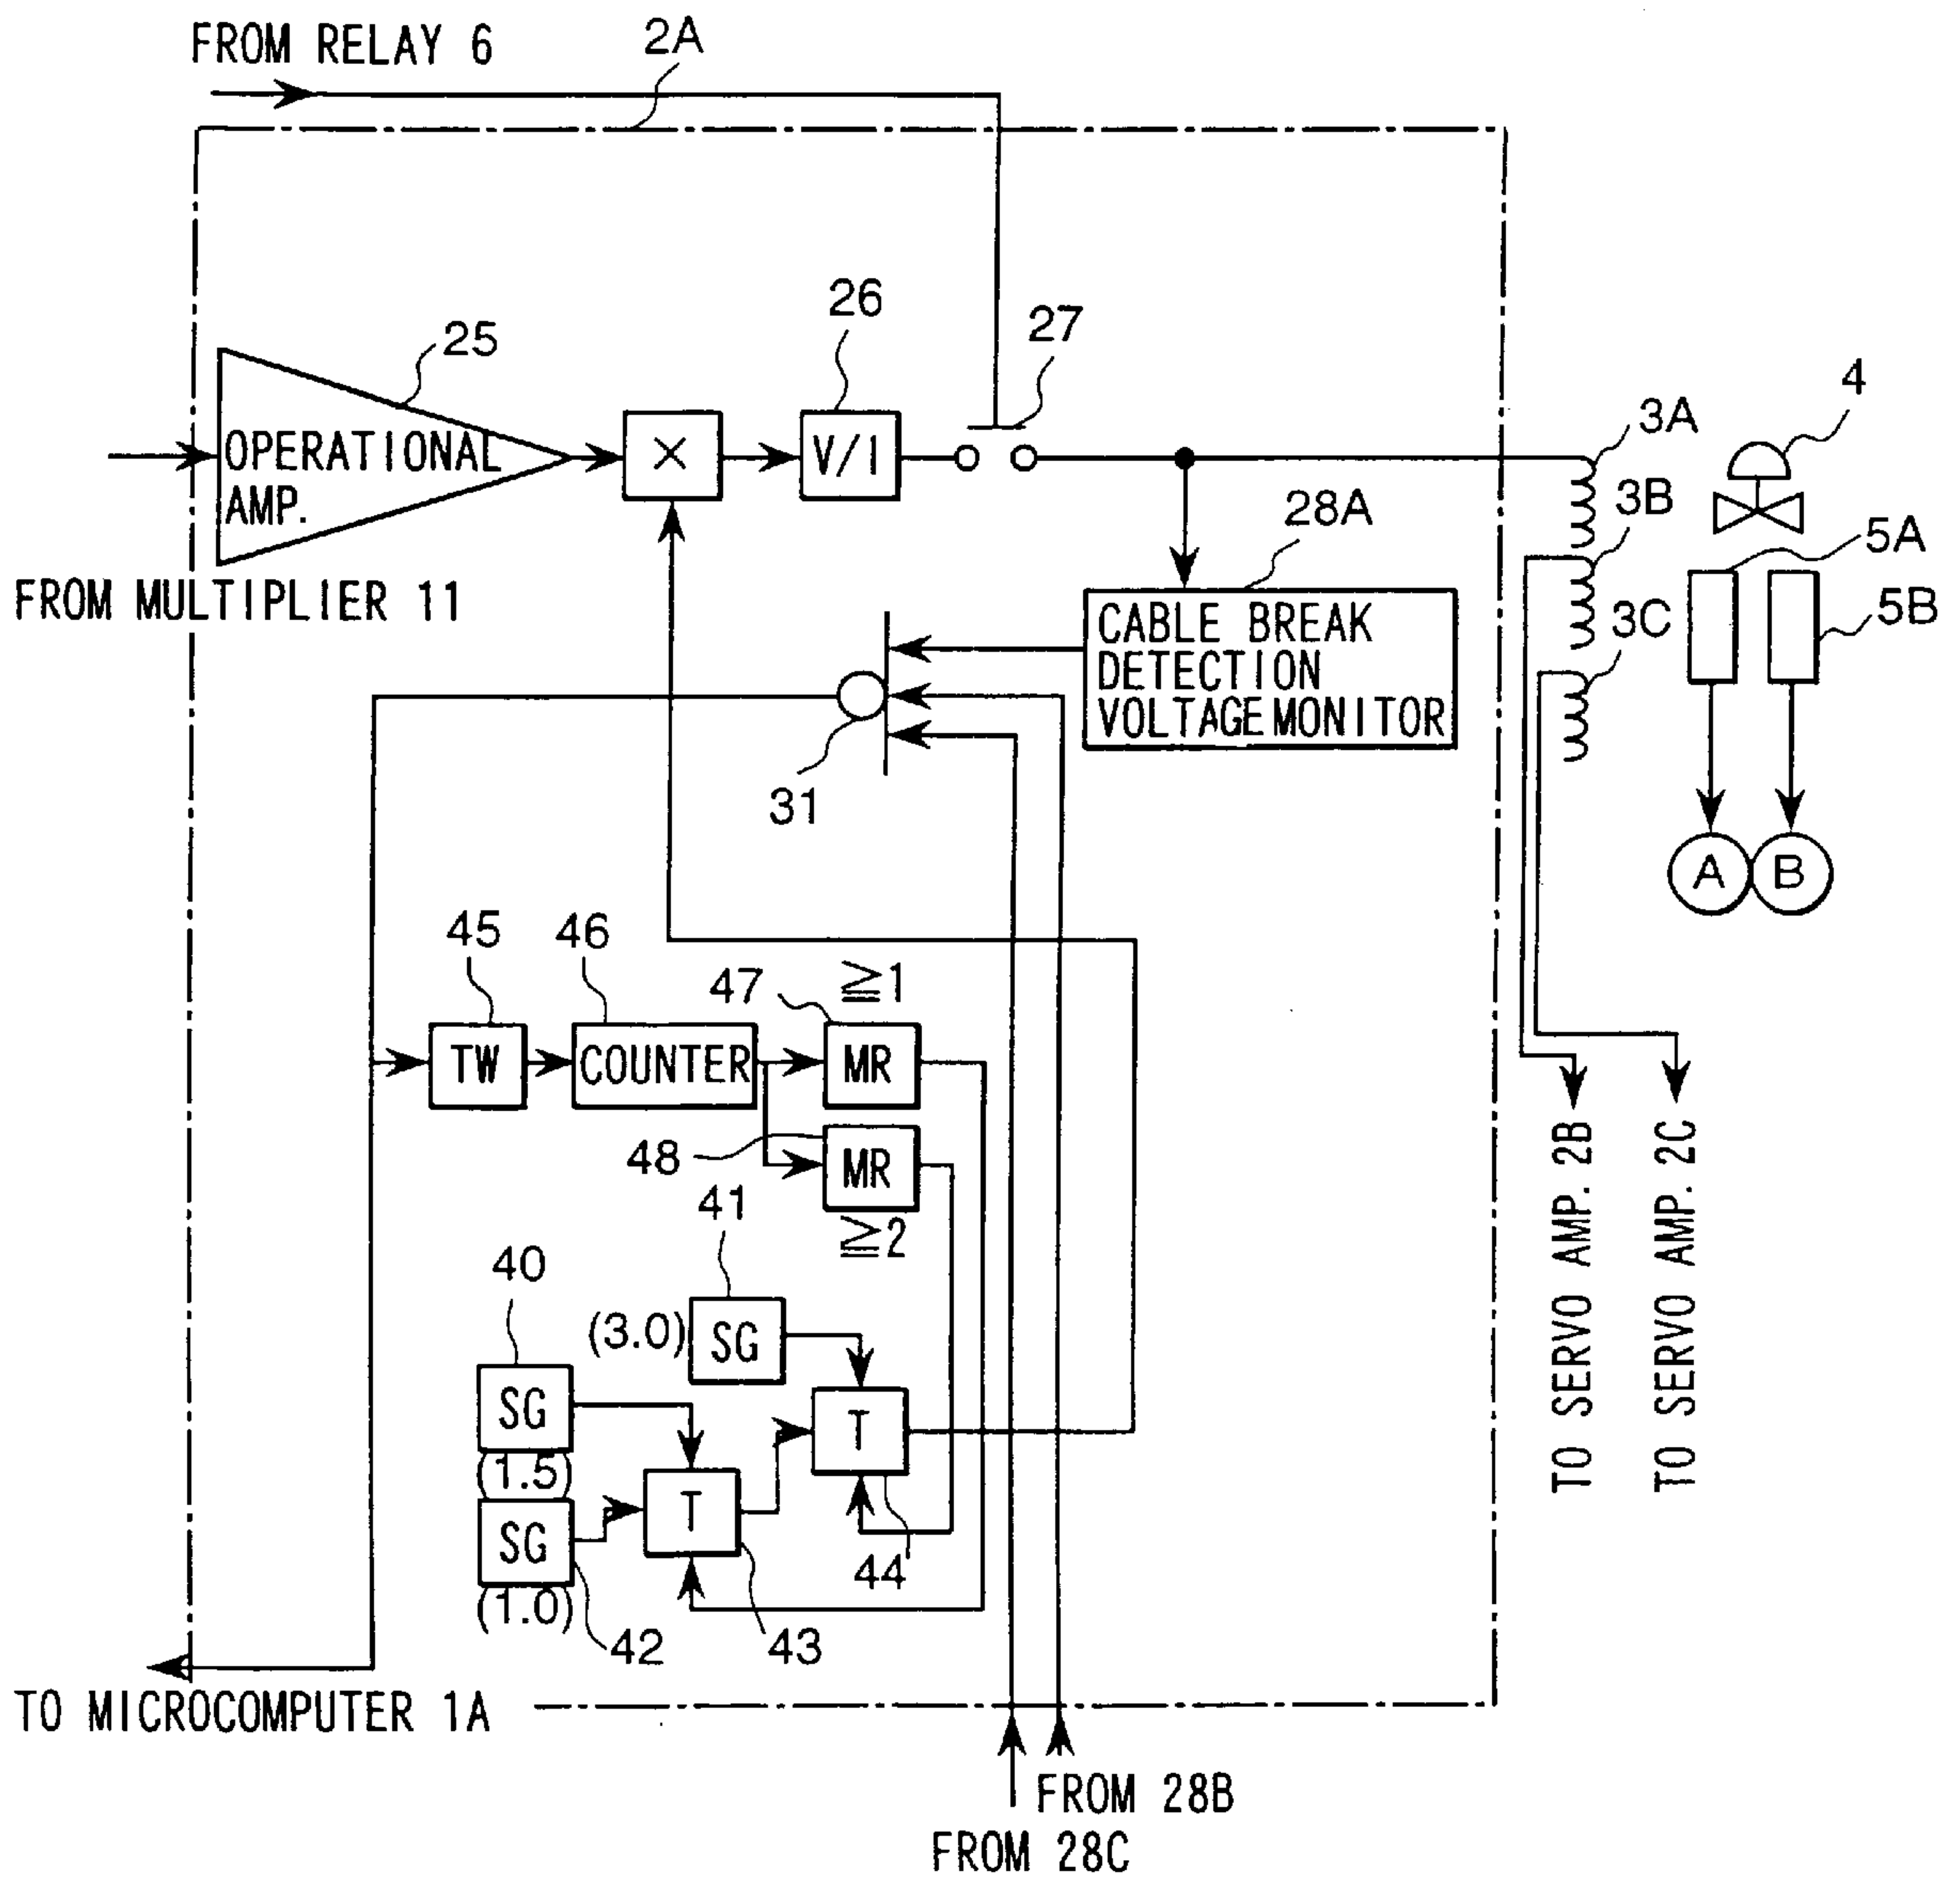 FROM RELAY 6
2A
25
26
27
OPERATIONAL
AMP.
×
V/I
3A
4
3B
28A
5A
FROM MULTIPLIER 11
3C
5B
CABLE BREAK
DETECTION
VOLTAGE MONITOR
31
A
B
45
46
47
≧1
TW
COUNTER
MR
48
MR
≧2
41
40
(3.0)
SG
SG
(1.5)
T
SG
T
(1.0)
44
42
43
TO SERVO AMP. 2B
TO SERVO AMP. 2C
TO MICROCOMPUTER 1A
FROM 28B
FROM 28C